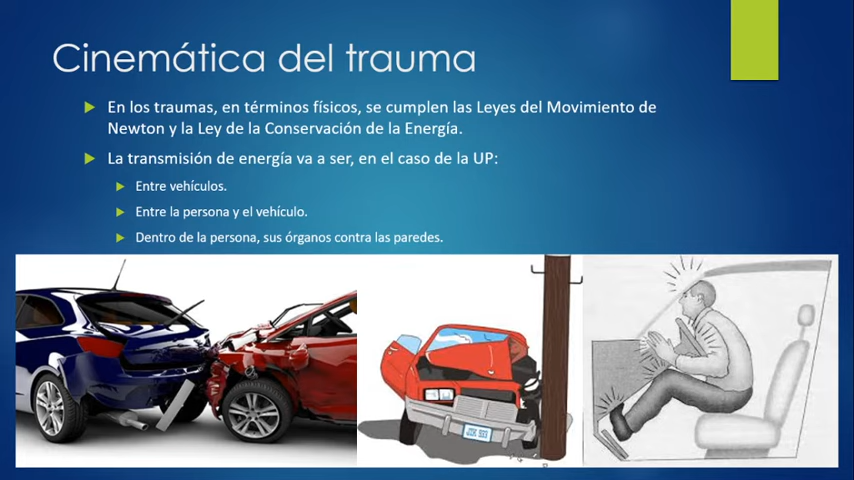 Cinemática del trauma
En los traumas, en términos físicos, se cumplen las Leyes del Movimiento de
Newton y la Ley de la Conservación de la Energía.
La transmisión de energía va a ser, en el caso de la UP:
Entre vehículos.
Entre la persona y el vehículo.
Dentro de la persona, sus órganos contra las paredes.